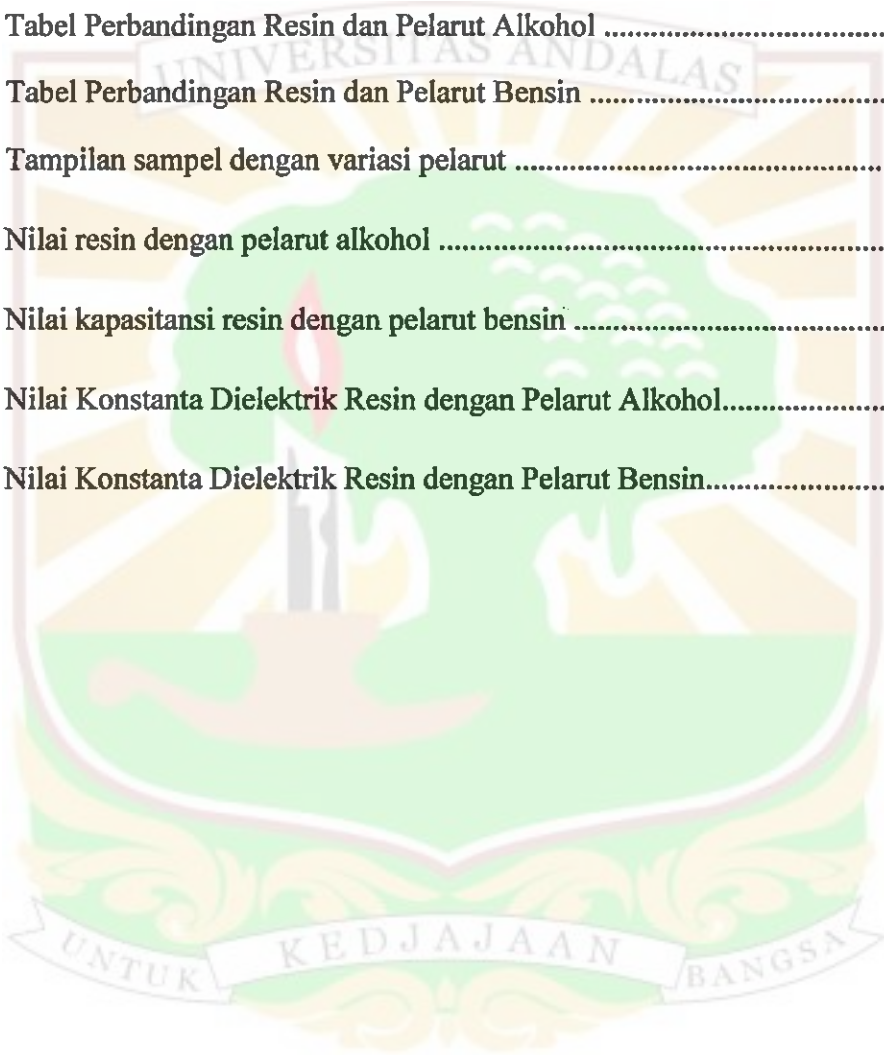 Tabel Perbandingan Resin dan Pelarut Alkohol ....................................
UNIVERSITAS ANDALAS
Tabel Perbandingan Resin dan Pelarut Bensin ......................................
Tampilan sampel dengan variasi pelarut ................................................
Nilai resin dengan pelarut alkohol ..........................................................
Nilai kapasitansi resin dengan pelarut bensin ........................................
Nilai Konstanta Dielektrik Resin dengan Pelarut Alkohol.....................
Nilai Konstanta Dielektrik Resin dengan Pelarut Bensin.......................
UNTUK KEDJAJAAN BANGSA